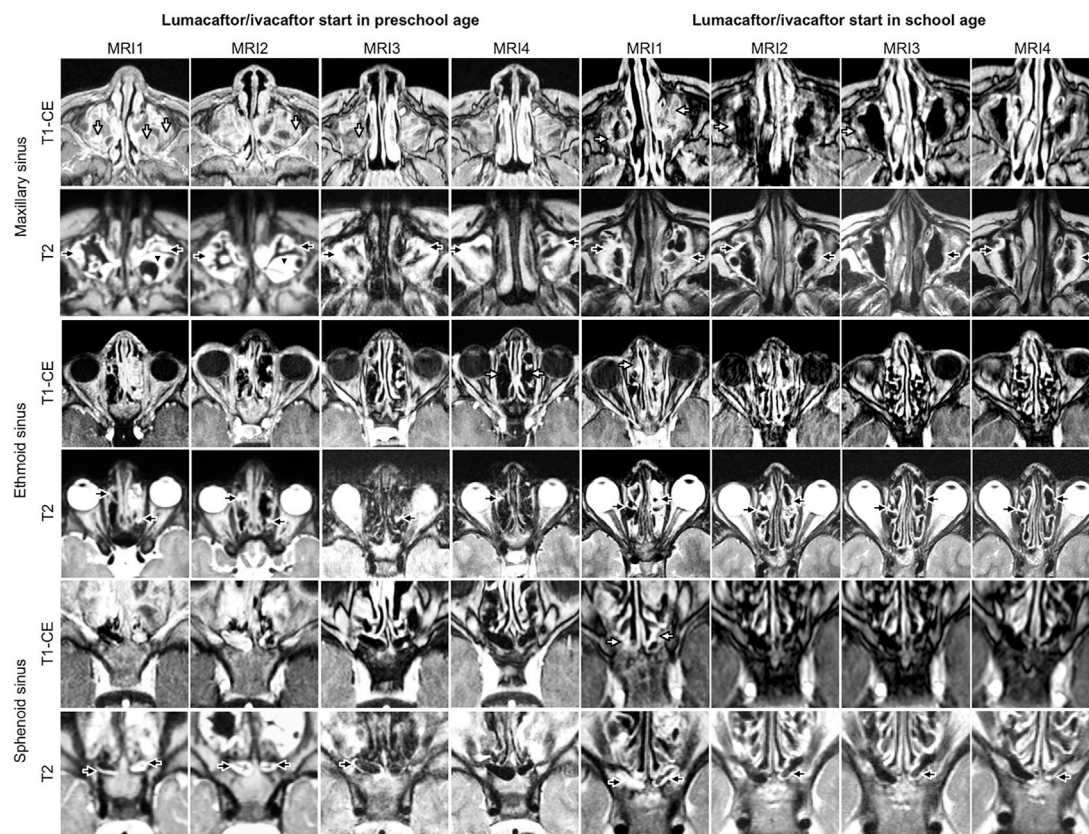 Lumacaftor/ivacaftor start in preschool age Lumacaftor/ivacaftor start in school age
MRI1 MRI2 MRI3 MRI4 MRI1 MRI2 MRI3 MRI4
Maxillary sinus
T1-CE
T2
Ethmoid sinus
T1-CE
T2
Sphenoid sinus
T1-CE
T2